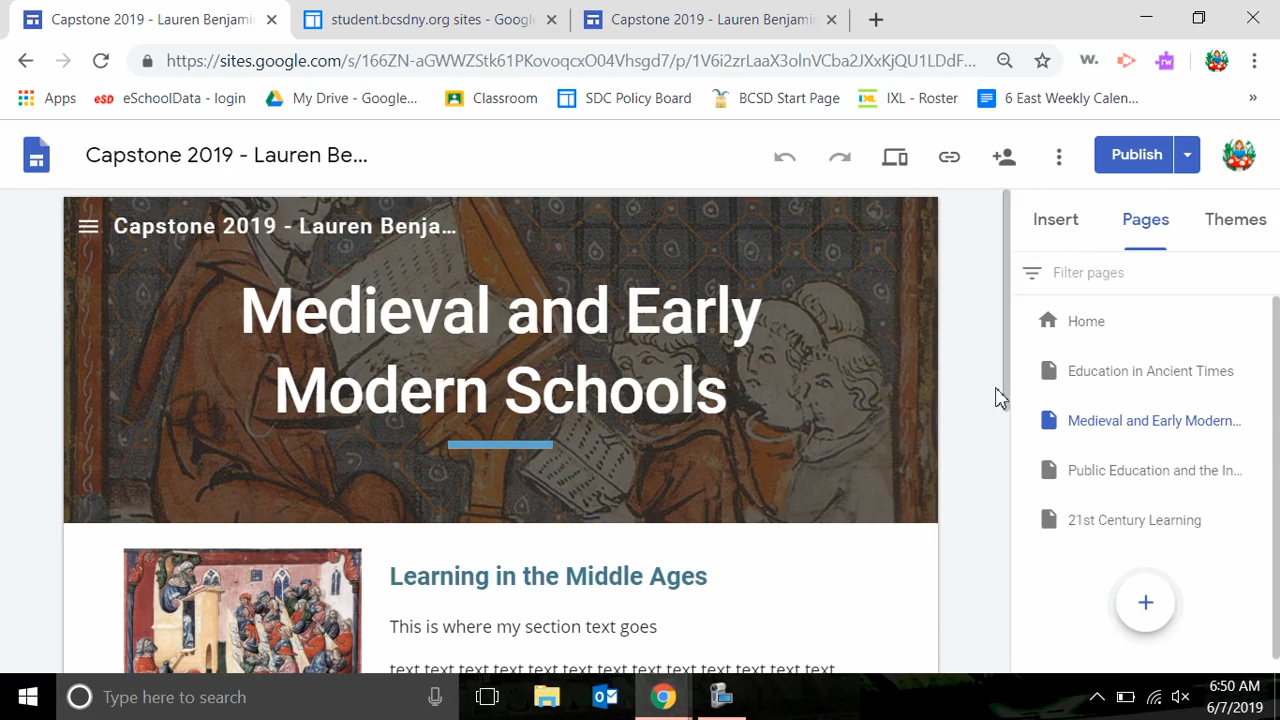 Capstone 2019 - Lauren Benjami
student.bcsdny.org sites - Googl
Capstone 2019 - Lauren Benjami
https://sites.google.com/s/166ZN-aGWWZStk61PKovoqcxO04Vhsgd7/p/1V6i2zrLaaX3oInVCba2JXxKjQU1LDdF...
Apps
esD eSchoolData - login
My Drive - Google...
Classroom
SDC Policy Board
BCSD Start Page
IXL IXL - Roster
6 East Weekly Calen...
»
Capstone 2019 - Lauren Be...
Publish
Capstone 2019 - Lauren Benja...
Medieval and Early
Modern Schools
Learning in the Middle Ages
This is where my section text goes
text text text text text text text text text text text text text
Insert
Pages
Themes
Filter pages
Home
Education in Ancient Times
Medieval and Early Modern...
Public Education and the In...
21st Century Learning
Type here to search
6:50 AM
6/7/2019